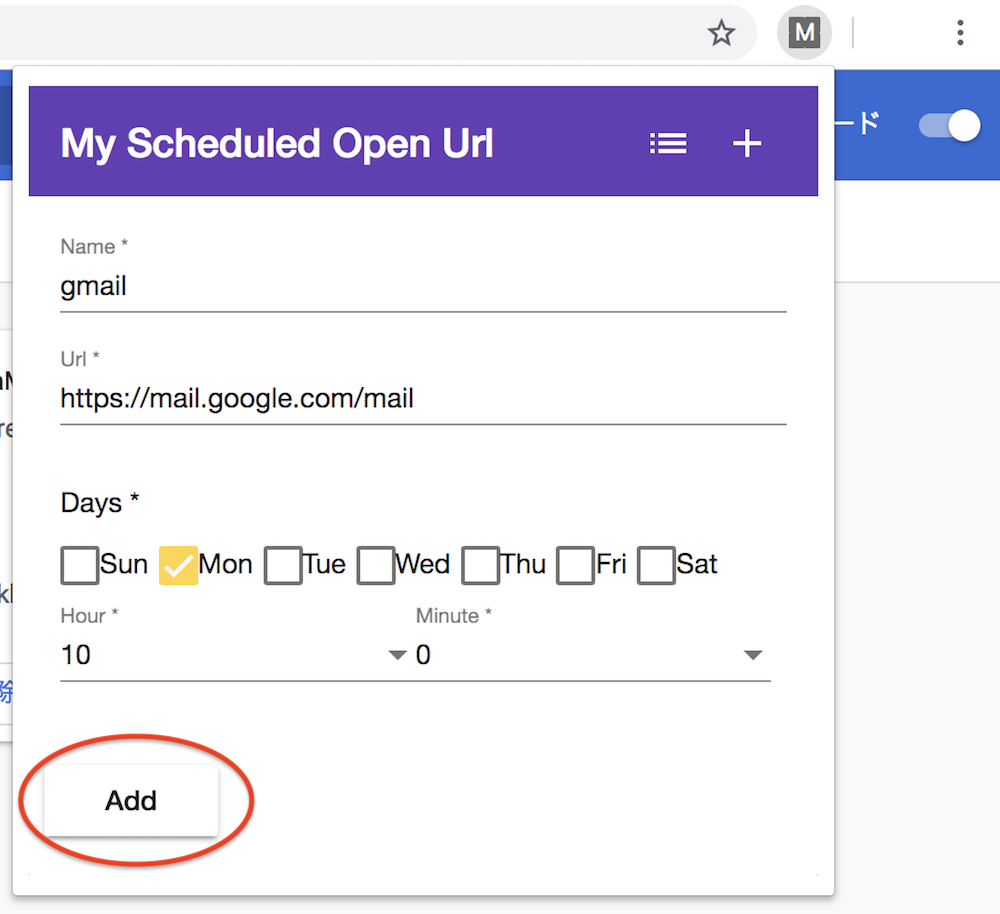 M
My Scheduled Open Url
ード
Name *
gmail
Url *
https://mail.google.com/mail
Days *
Sun Mon Tue Wed Thu Fri Sat
Hour * Minute *
10 0
除
Add